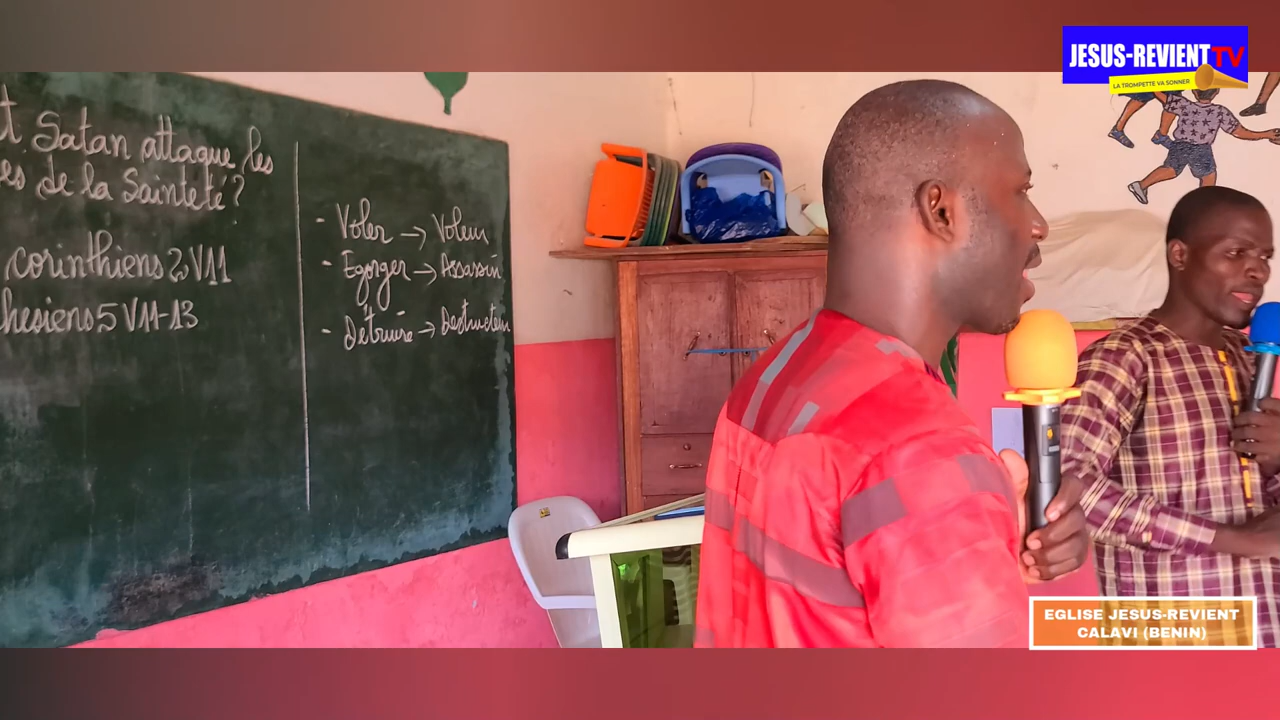 t Satan attaque les
es de la Sainteté?
corinthiens 2 V11
hesiens 5 V11-13
- Voler → Voleur
- Egorger → Assassin
- Détruire → Destructeur
JESUS-REVIENT TV
LA TROMPETTE VA SONNER
EGLISE JESUS-REVIENT
CALAVI (BENIN)